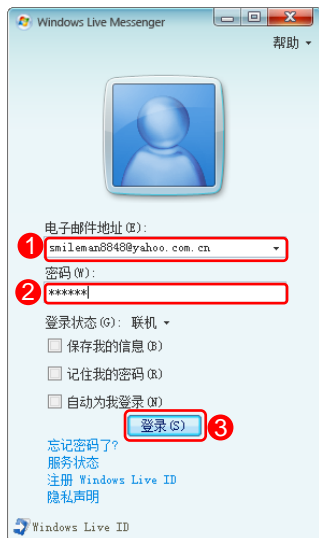 Windows Live Messenger
帮助
电子邮件地址(E):
1
smileman8848@yahoo.com.cn
密码(W):
2
******
登录状态(G): 联机
保存我的信息(B)
记住我的密码(R)
自动为我登录(N)
登录(S)
3
忘记密码了?
服务状态
注册 Windows Live ID
隐私声明
Windows Live ID